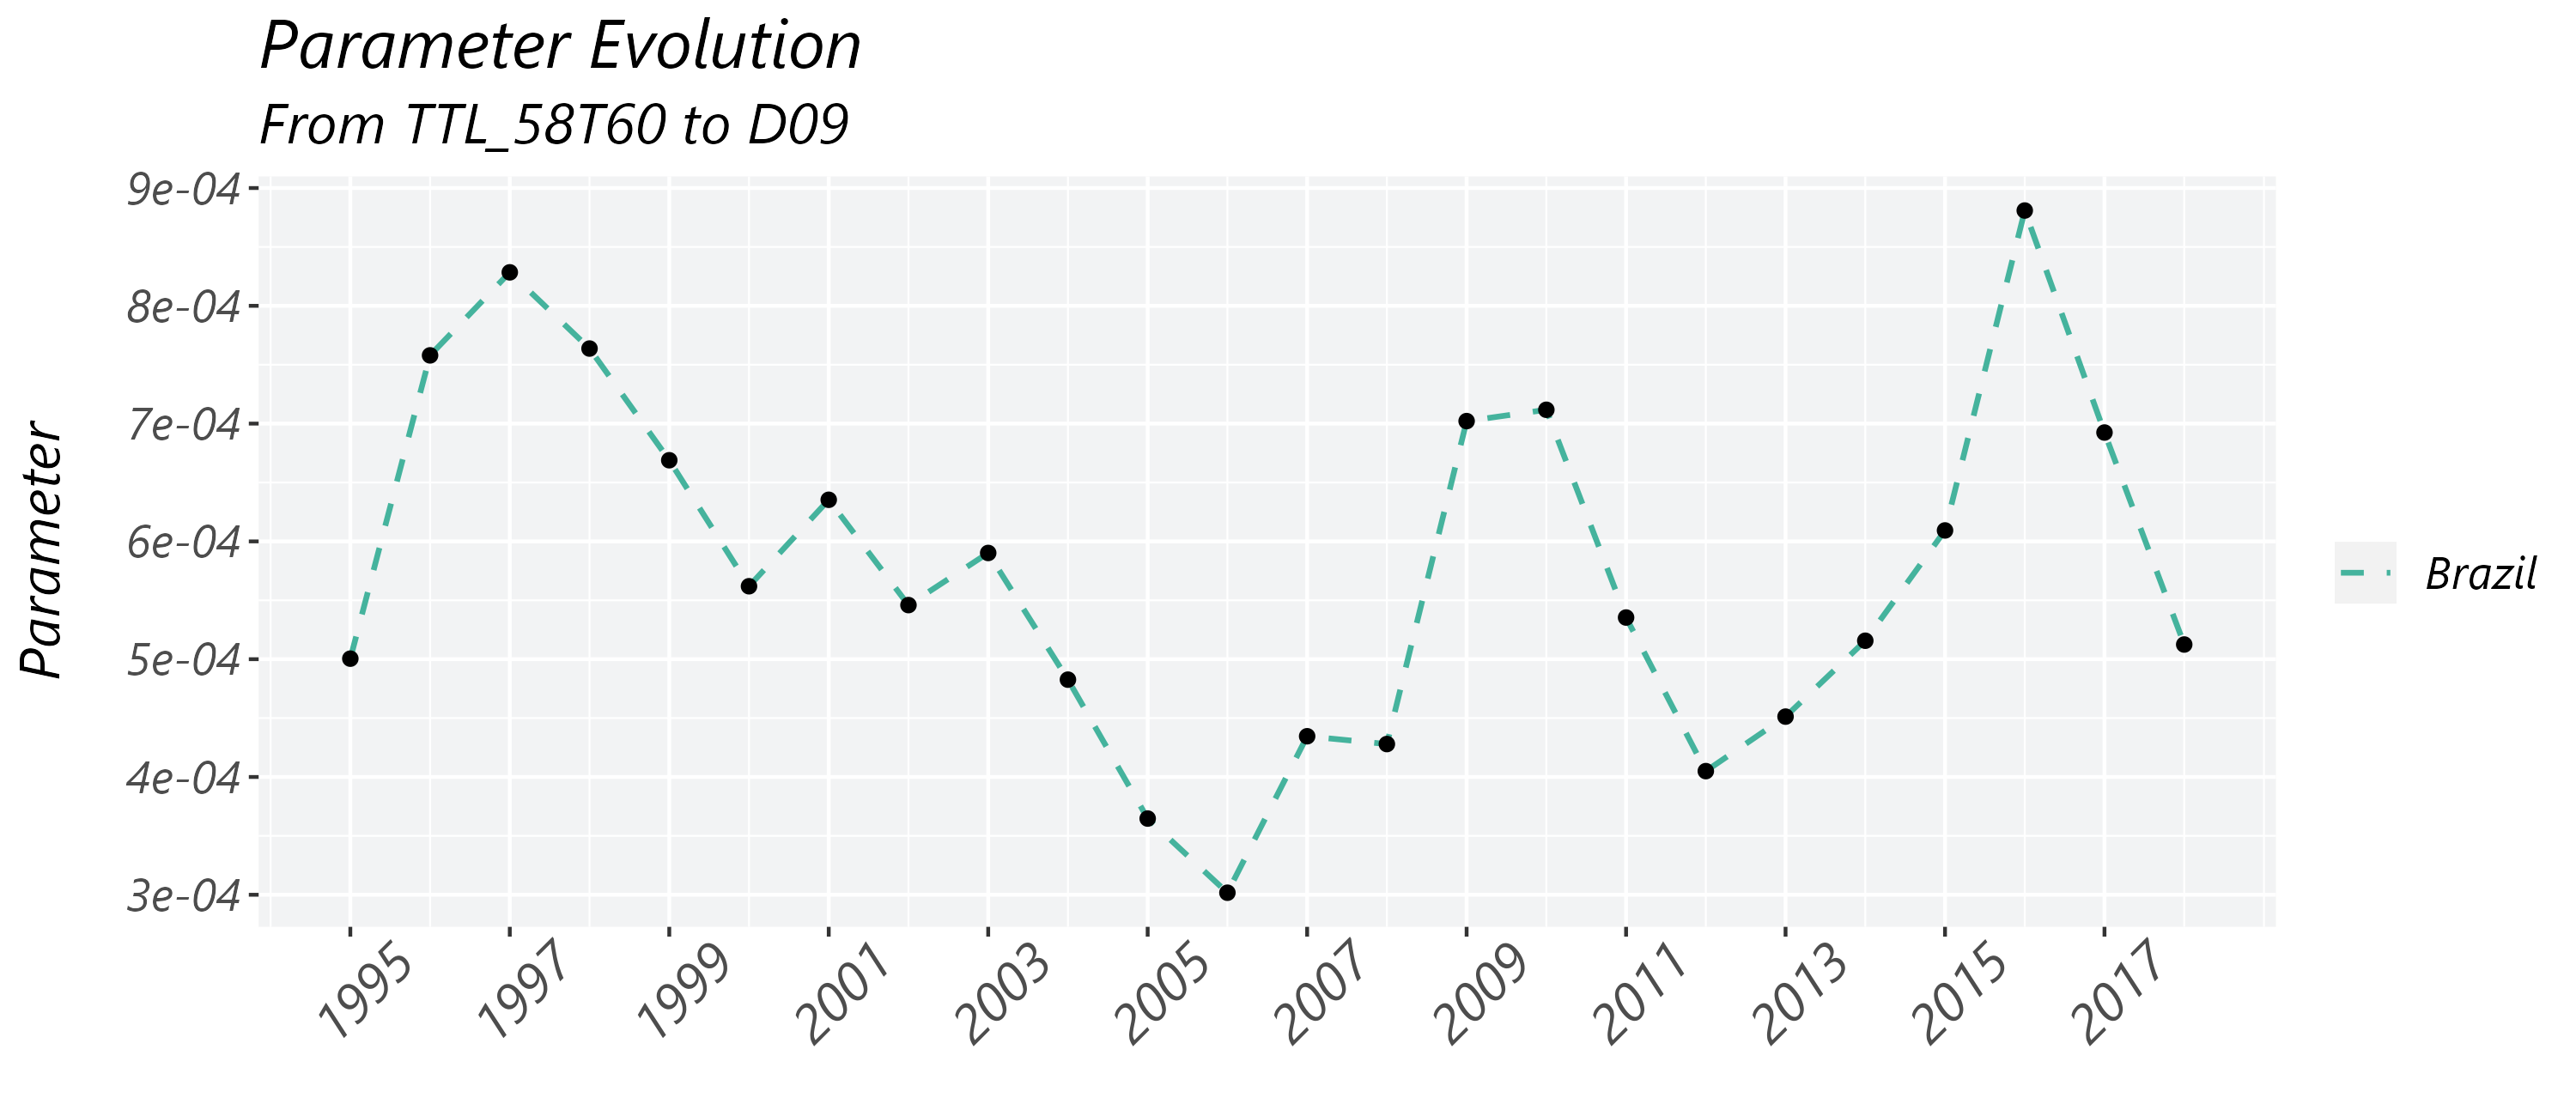 Parameter Evolution
From TTL_58T60 to D09
Parameter
9e-04
8e-04
7e-04
6e-04
5e-04
4e-04
3e-04
1995
1997
1999
2001
2003
2005
2007
2009
2011
2013
2015
2017
Brazil